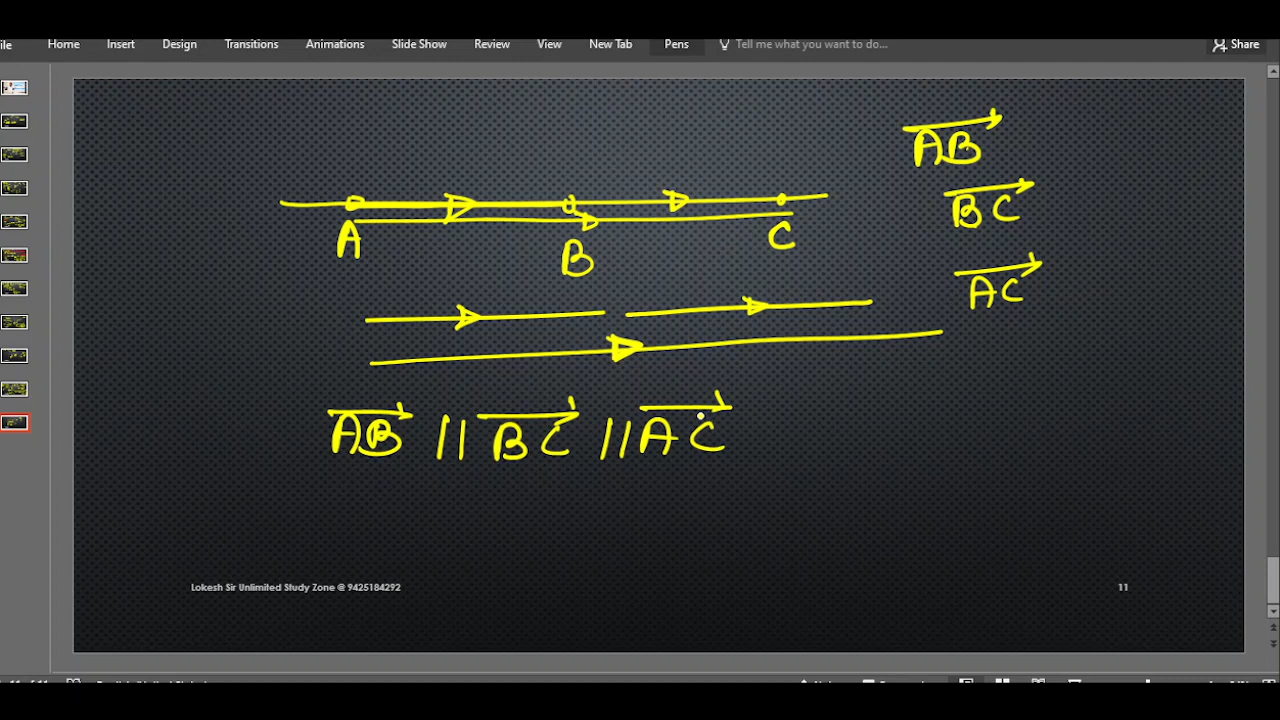 File Home Insert Design Transitions Animations Slide Show Review View New Tab Pens Tell me what you want to do... Share
AB
BC
A B C
AC
AB || BC || AC
Lokesh Sir Unlimited Study Zone @ 9425184292 11